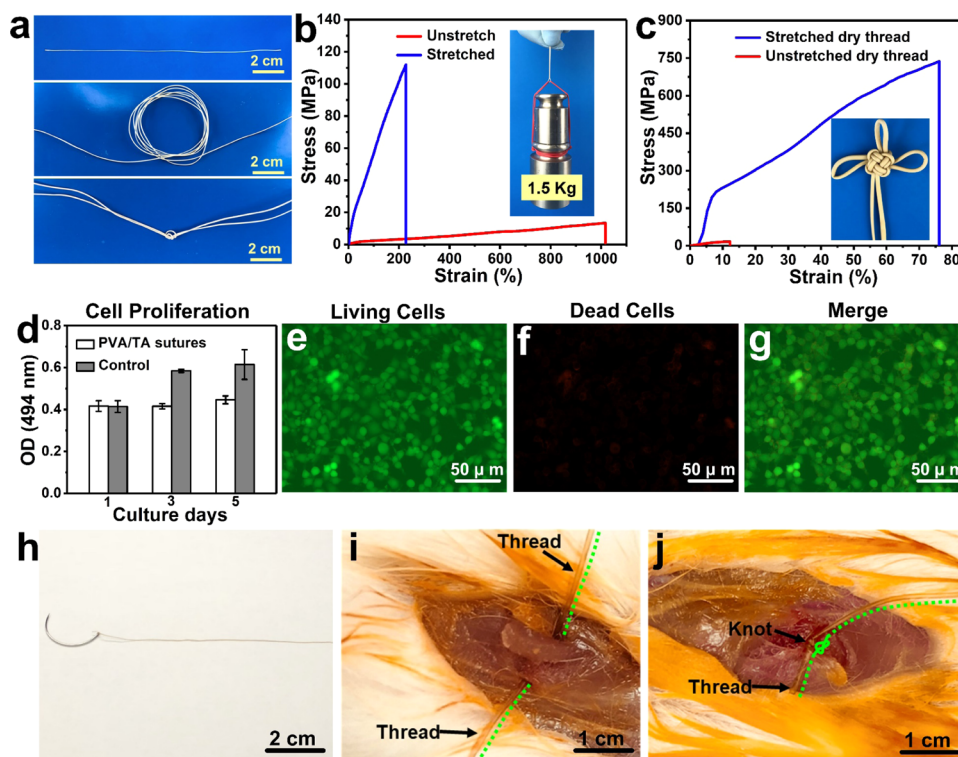 a
2 cm
2 cm
2 cm
b
Unstretch
Stretched
1.5 Kg
Stress (MPa)
140
120
100
80
60
40
20
0
0 200 400 600 800 1000
Strain (%)
c
Stretched dry thread
Unstretched dry thread
Stress (MPa)
900
750
600
450
300
150
0
0 10 20 30 40 50 60 70 80
Strain (%)
d
Cell Proliferation
PVA/TA sutures
Control
OD (494 nm)
0.8
0.6
0.4
0.2
0.0
1 3 5
Culture days
Living Cells
e
50 μ m
Dead Cells
f
50 μ m
Merge
g
50 μ m
h
2 cm
i
Thread
Thread
1 cm
j
Knot
Thread
1 cm